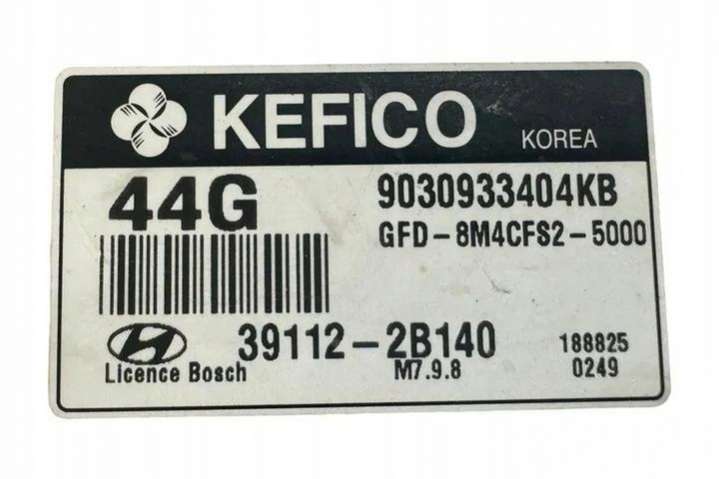 KEFICO KOREA
44G 9030933404KB
GFD-8M4CFS2-5000
39112-2B140 188825
Licence Bosch M7.9.8 0249